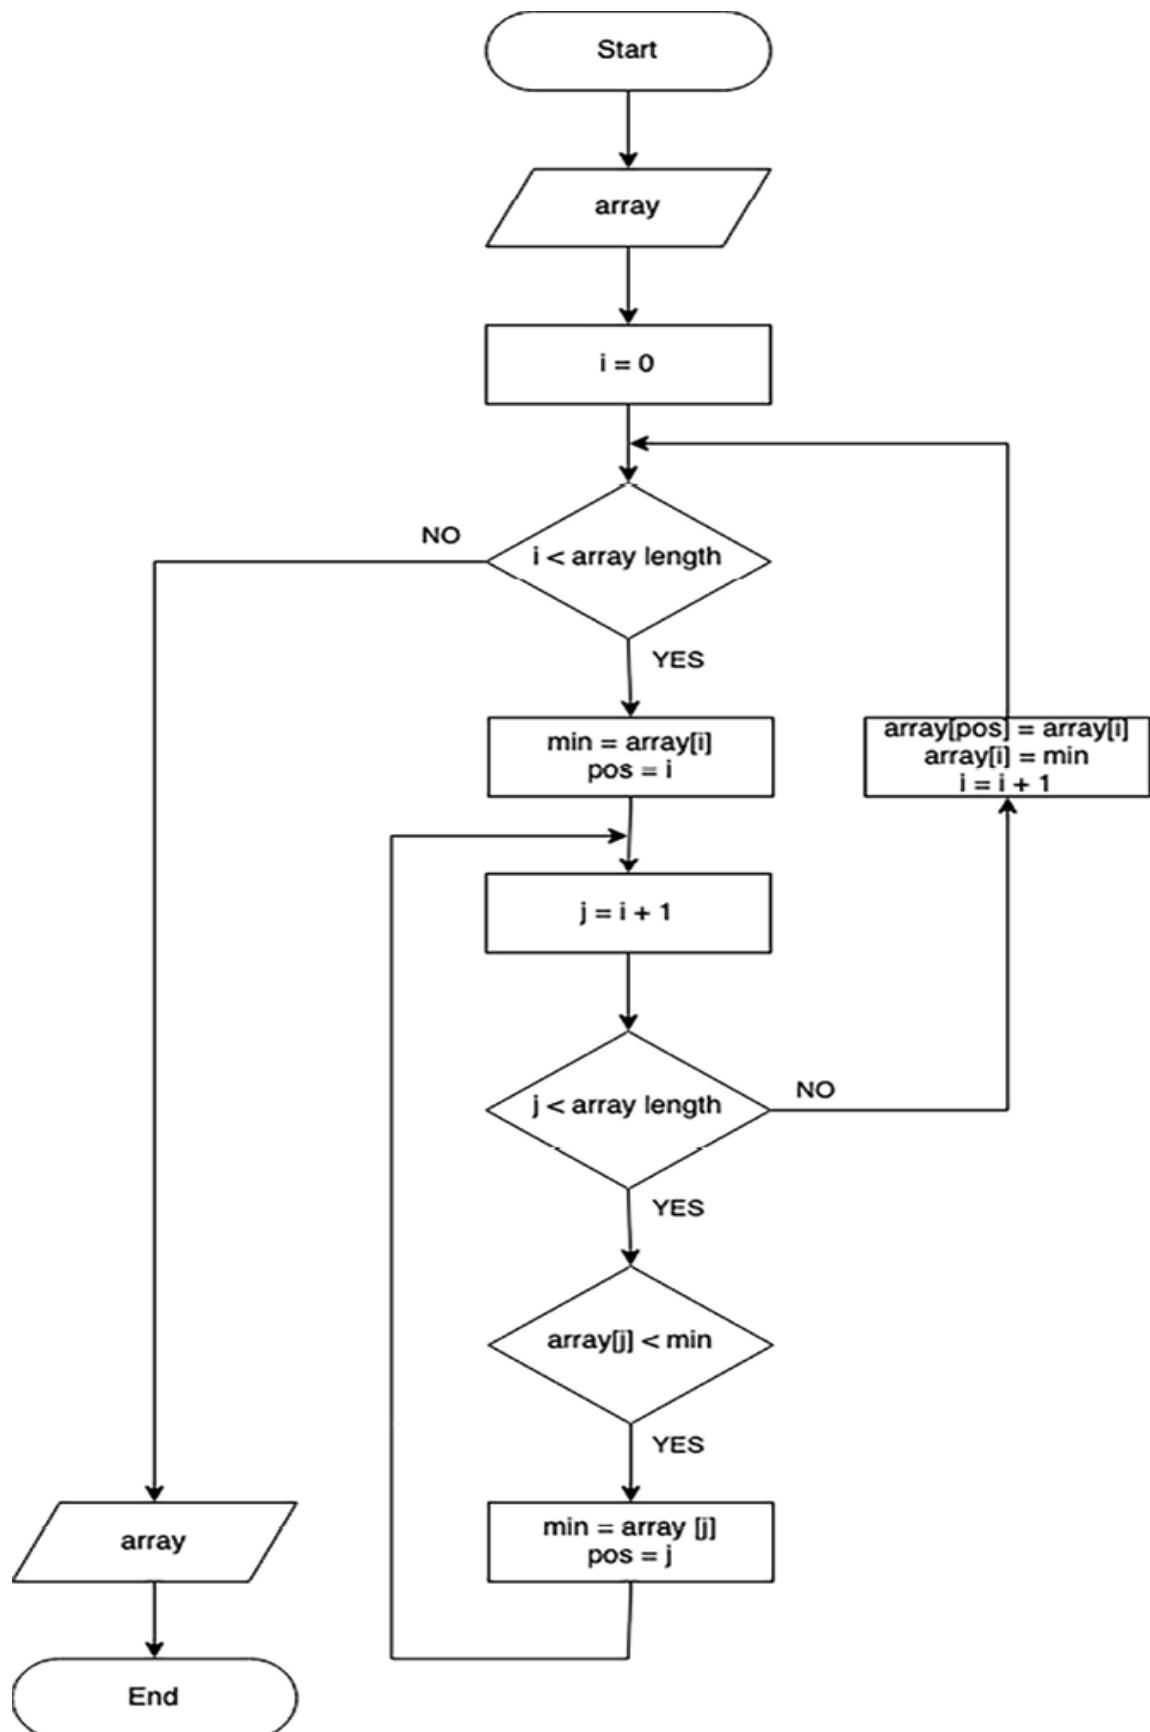 Start
array
i = 0
i < array length
NO
YES
min = array[i]
pos = i
array[pos] = array[i]
array[i] = min
i = i + 1
j = i + 1
j < array length
NO
YES
array[j] < min
YES
min = array [j]
pos = j
array
End